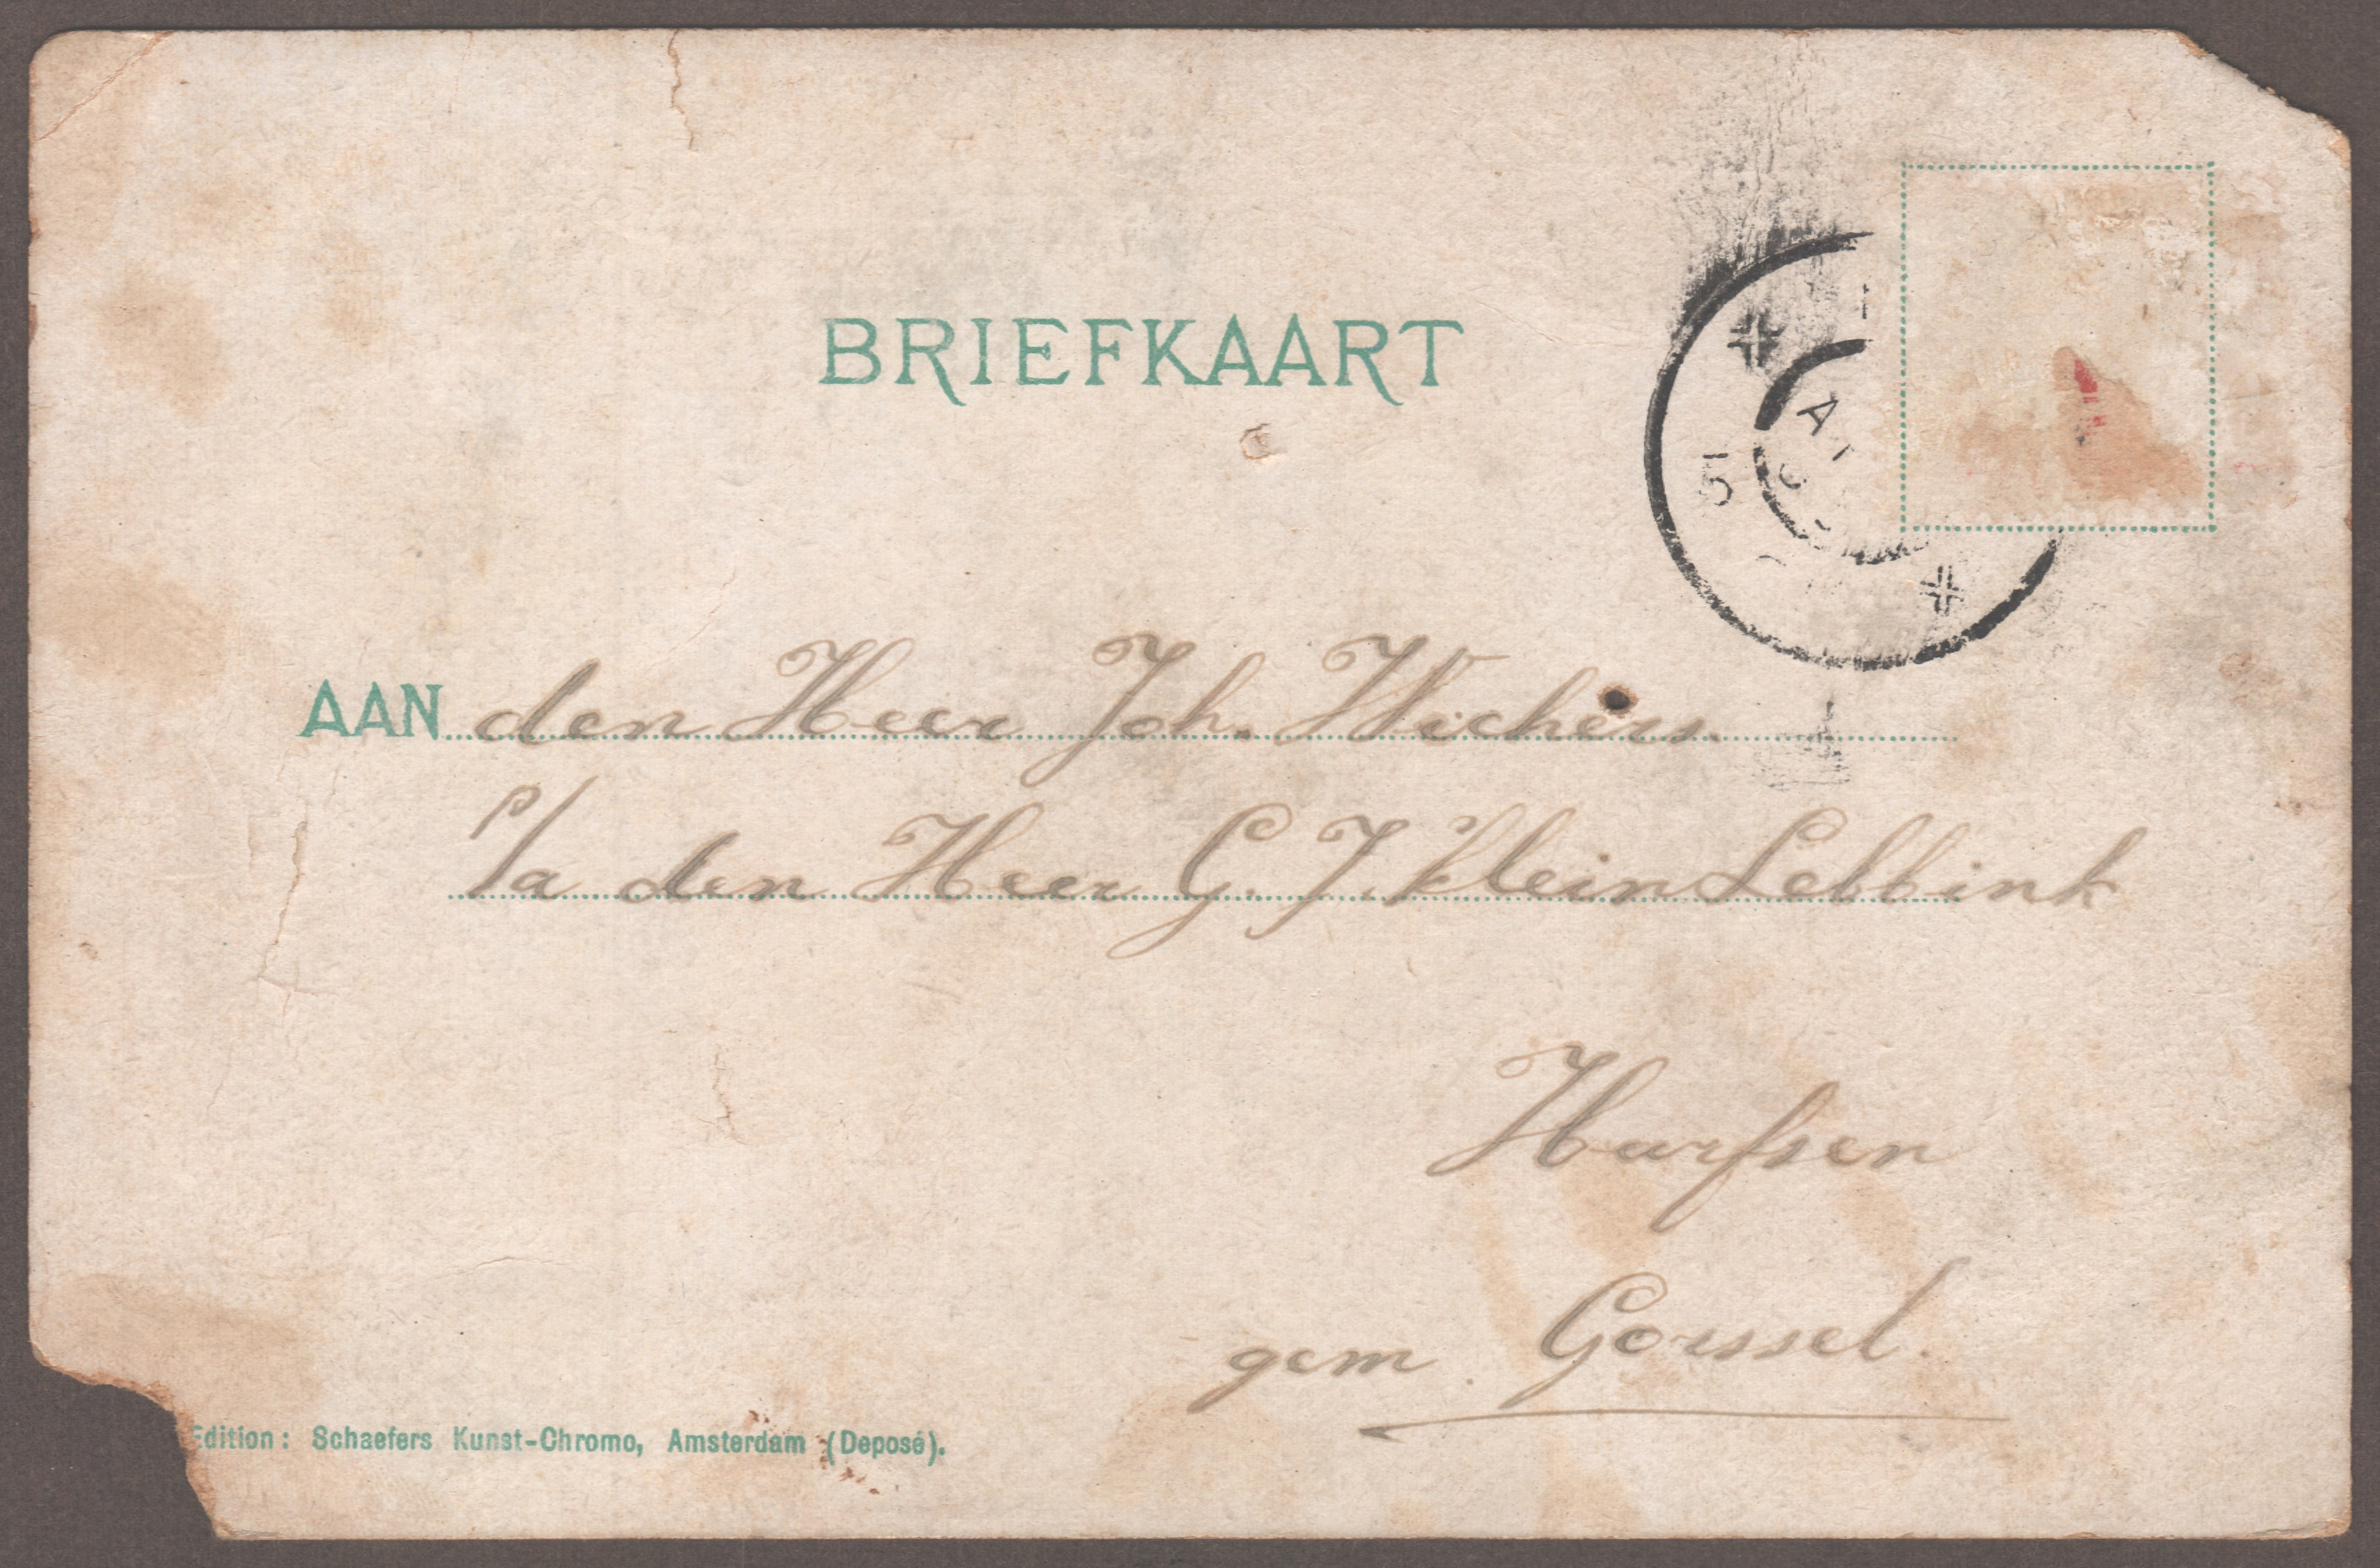 BRIEFKAART
5
A
AAN den Heer Joh. Wichers.
p/a den Heer G. J. Klein Lebbink
Harfsen
gem. Gorssel.
Edition: Schaefers Kunst-Chromo, Amsterdam (Deposé).